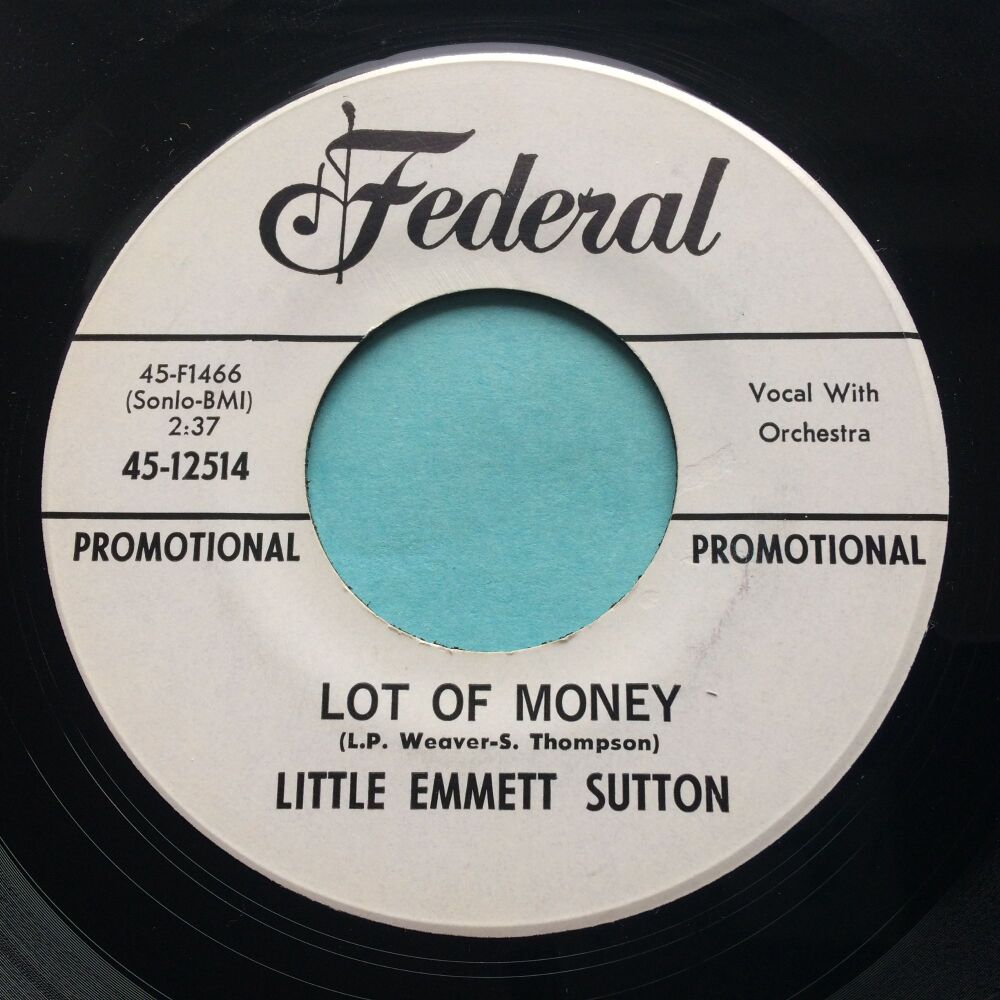 Federal
45-F1466
(Sonlo-BMI)
2:37
45-12514
Vocal With
Orchestra
PROMOTIONAL
PROMOTIONAL
LOT OF MONEY
(L.P. Weaver-S. Thompson)
LITTLE EMMETT SUTTON